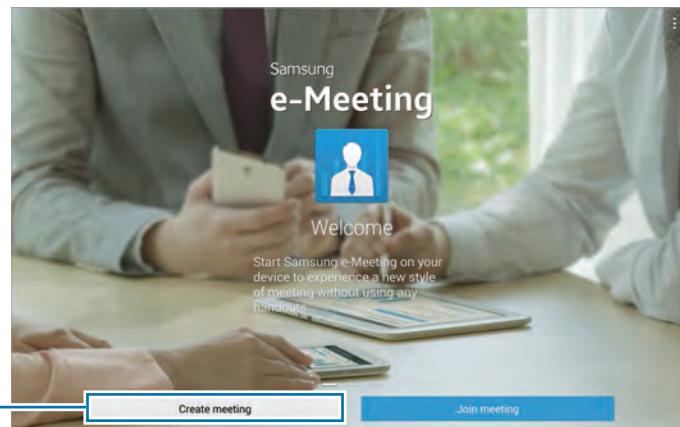 Samsung
e-Meeting
Welcome
Start Samsung e-Meeting on your
device to experience a new style
of meeting without using any
handouts.
Create meeting
Join meeting